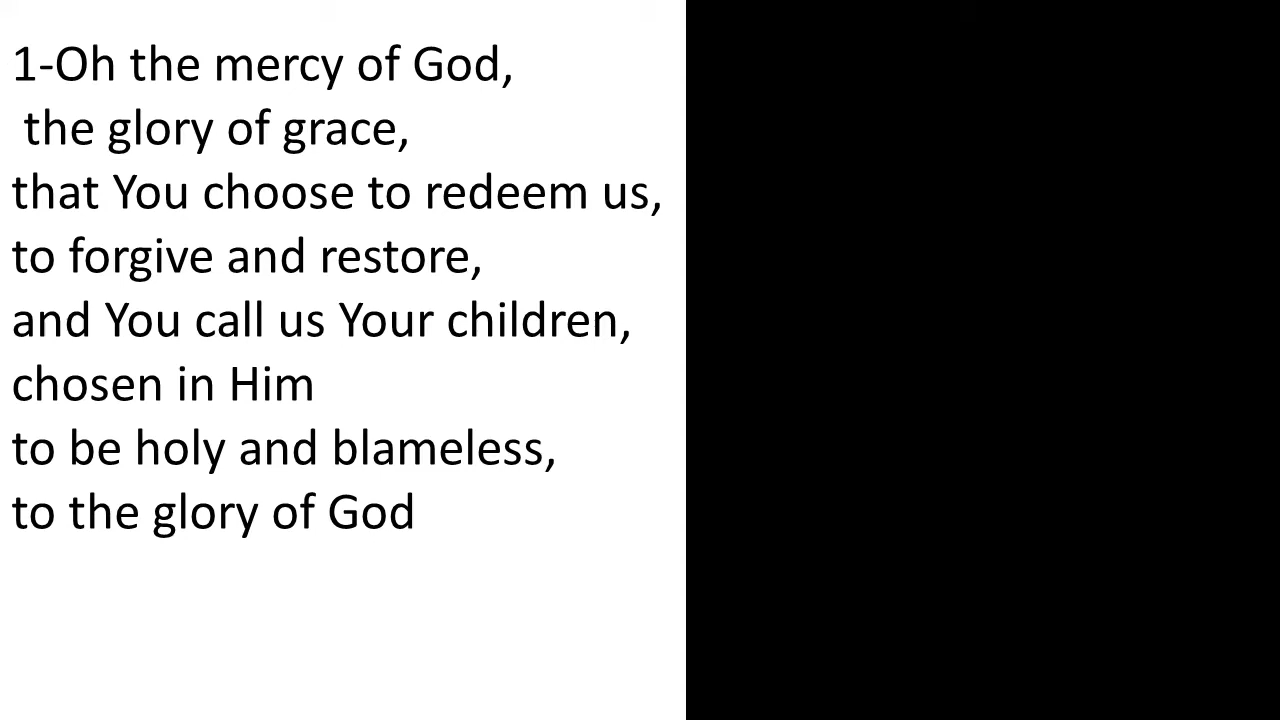 1-Oh the mercy of God,
the glory of grace,
that You choose to redeem us,
to forgive and restore,
and You call us Your children,
chosen in Him
to be holy and blameless,
to the glory of God